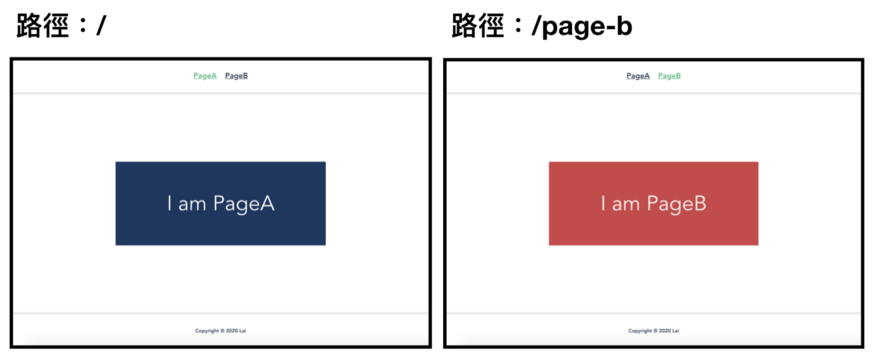 路徑：/
PageA PageB
I am PageA
Copyright © 2020 Lai
路徑：/page-b
PageA PageB
I am PageB
Copyright © 2020 Lai